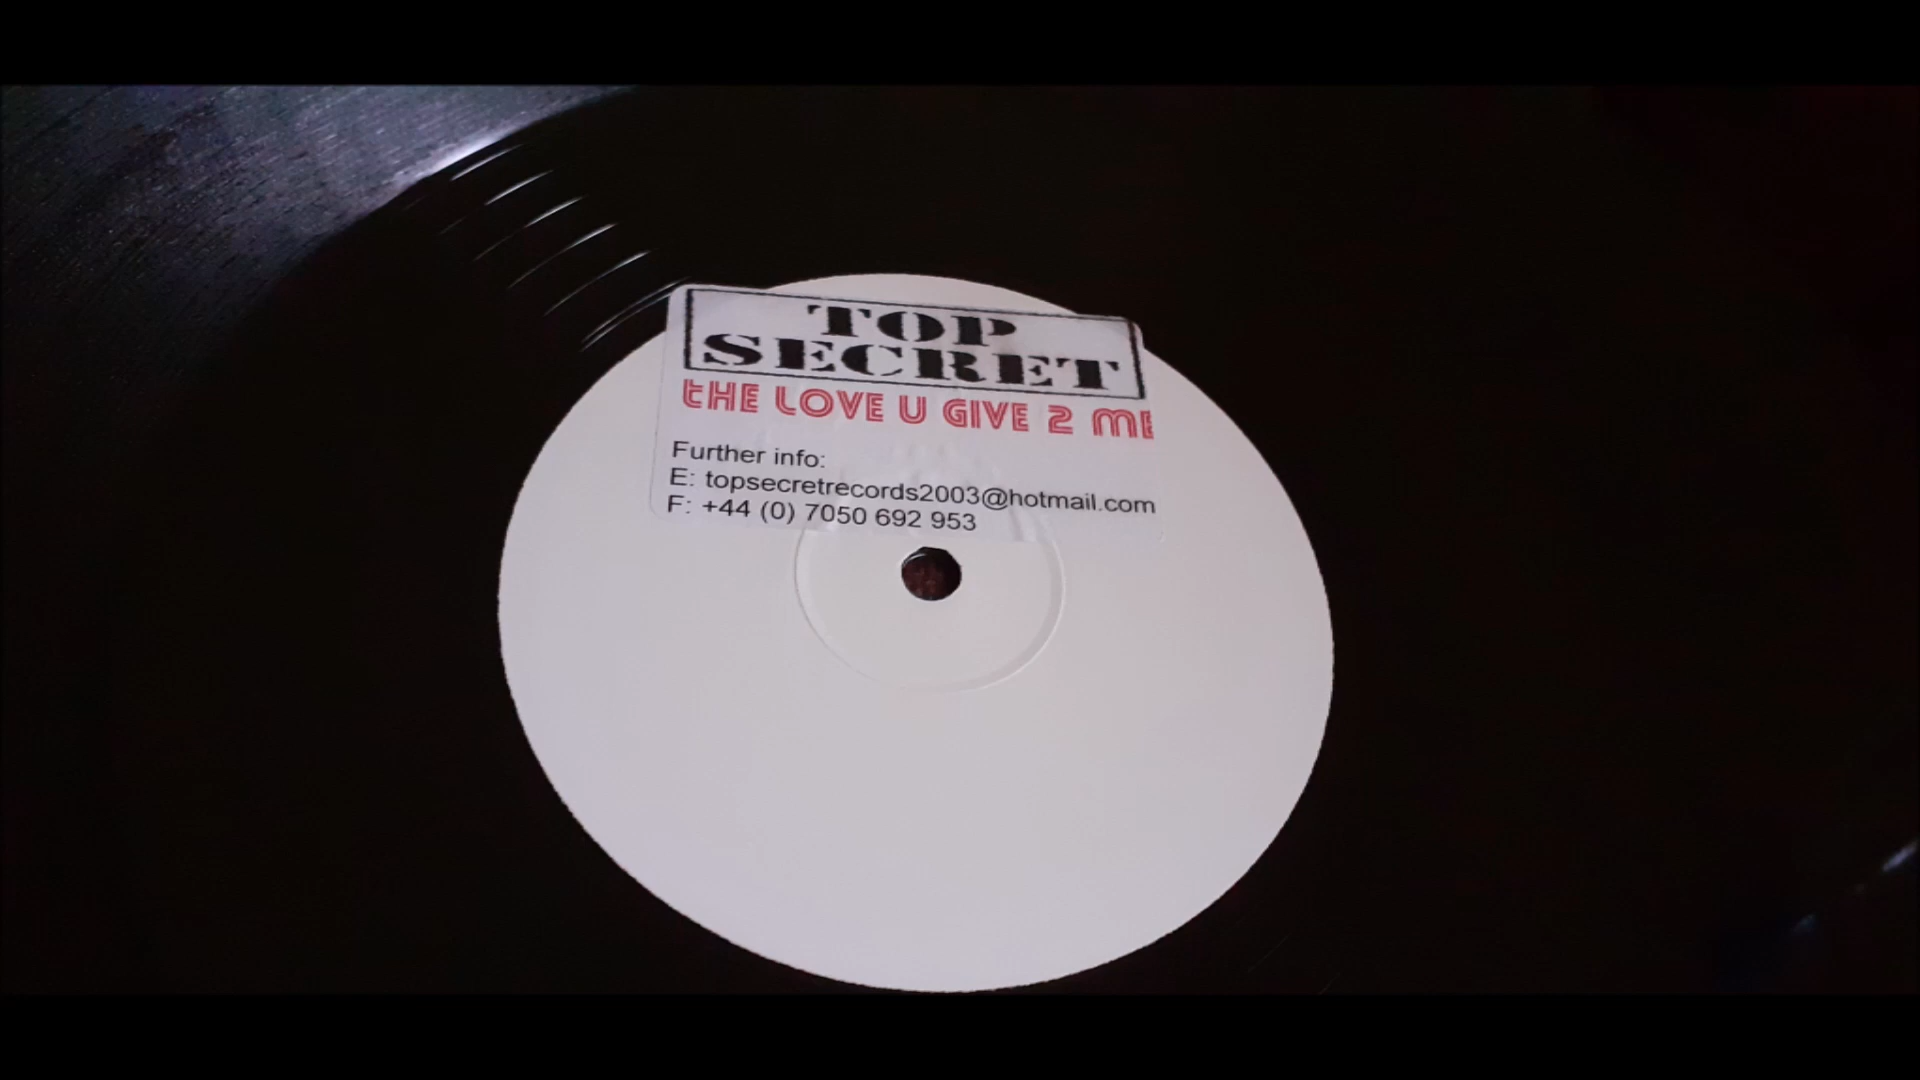 TOP
SECRET
THE LOVE U GIVE 2 ME
Further info:
E: topsecretrecords2003@hotmail.com
F: +44 (0) 7050 692 953